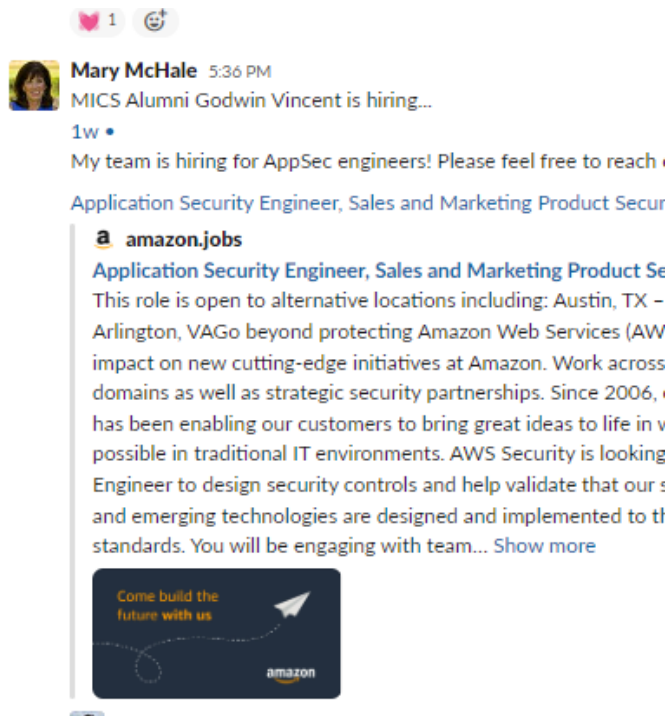 1
Mary McHale 5:36 PM
MICS Alumni Godwin Vincent is hiring...
1w •
My team is hiring for AppSec engineers! Please feel free to reach
Application Security Engineer, Sales and Marketing Product Secur
a amazon.jobs
Application Security Engineer, Sales and Marketing Product Se
This role is open to alternative locations including: Austin, TX –
Arlington, VAGo beyond protecting Amazon Web Services (AW
impact on new cutting-edge initiatives at Amazon. Work across
domains as well as strategic security partnerships. Since 2006,
has been enabling our customers to bring great ideas to life in
possible in traditional IT environments. AWS Security is looking
Engineer to design security controls and help validate that our s
and emerging technologies are designed and implemented to th
standards. You will be engaging with team... Show more
Come build the
future with us
amazon